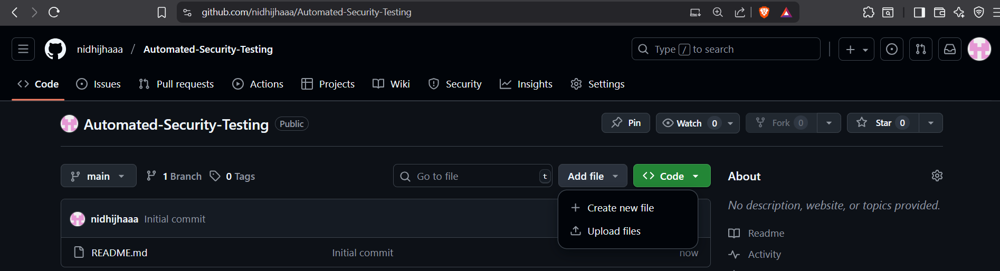 github.com/nidhijhaaa/Automated-Security-Testing
nidhijhaaa / Automated-Security-Testing
Type / to search
Code Issues Pull requests Actions Projects Wiki Security Insights Settings
Automated-Security-Testing Public
Pin Watch 0 Fork 0 Star 0
main 1 Branch 0 Tags Go to file t Add file Code
About
Create new file
Upload files
No description, website, or topics provided.
nidhijhaaa Initial commit
Readme
README.md Initial commit now
Activity